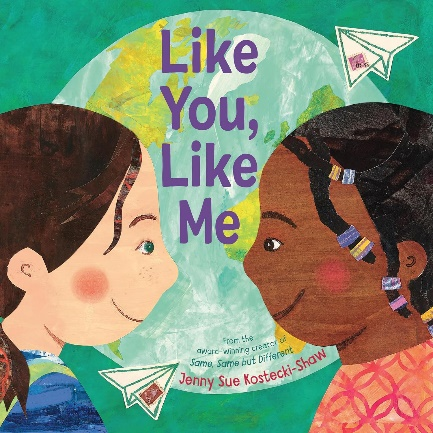 Like
You,
Like
Me
From the
award-winning creator of
Same, Same but Different
Jenny Sue Kostecki-Shaw